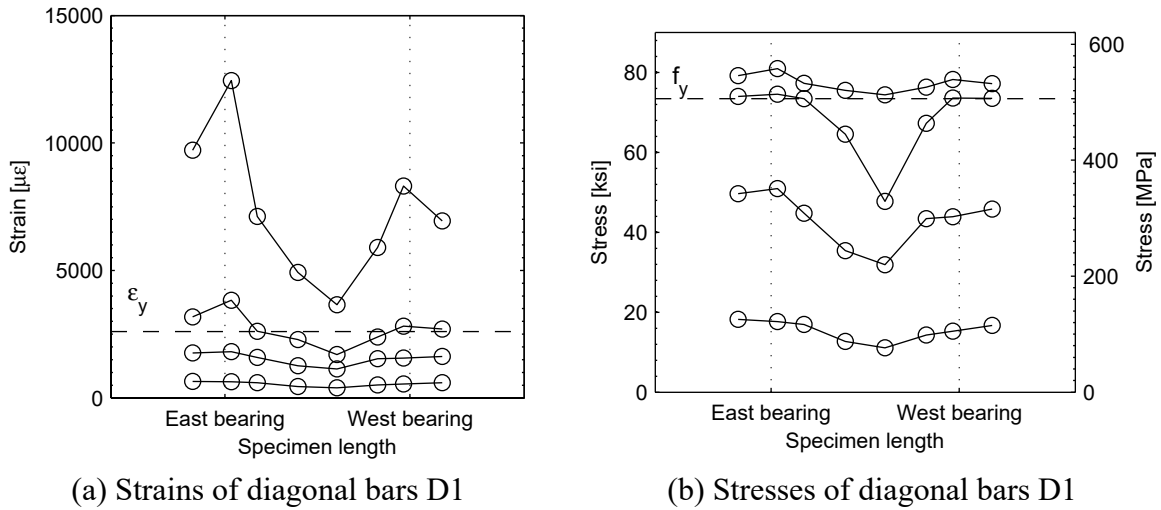 15000
10000
5000
0
Strain [με]
ε_y
East bearing West bearing
Specimen length
(a) Strains of diagonal bars D1
80
60
40
20
0
Stress [ksi]
f_y
600
400
200
0
Stress [MPa]
East bearing West bearing
Specimen length
(b) Stresses of diagonal bars D1